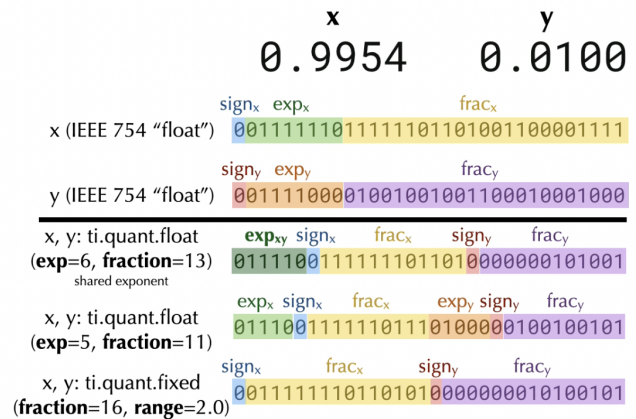 x y
0.9954 0.0100
signx expx fracx
x (IEEE 754 “float”) 00111111011111101101001100001111
signy expy fracy
y (IEEE 754 “float”) 00111100001001001001100010001000
x, y: ti.quant.float expxy signx fracx signy fracy
(exp=6, fraction=13) 01111001111111011010000000101001
shared exponent
x, y: ti.quant.float expx signx fracx expy signy fracy
(exp=5, fraction=11) 01110011111101110100000100100101
x, y: ti.quant.fixed signx fracx signy fracy
(fraction=16, range=2.0) 00111111101101010000000010100101